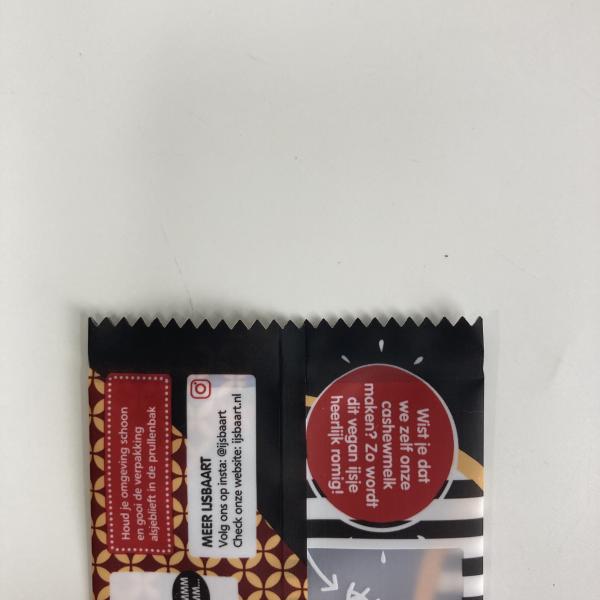 Houd je omgeving schoon
en gooi de verpakking
alsjeblieft in de prullenbak
MEER IJSBAART
Volg ons op insta: @ijsbaart
Check onze website: ijsbaart.nl
Wist je dat
we zelf onze
cashewmelk
maken? Zo wordt
dit vegan ijsje
heerlijk romig!